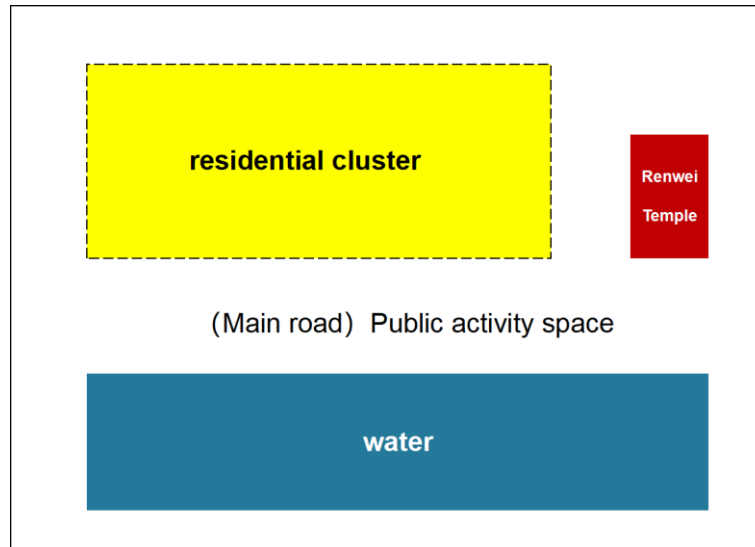 residential cluster
Renwei
Temple
（Main road）Public activity space
water